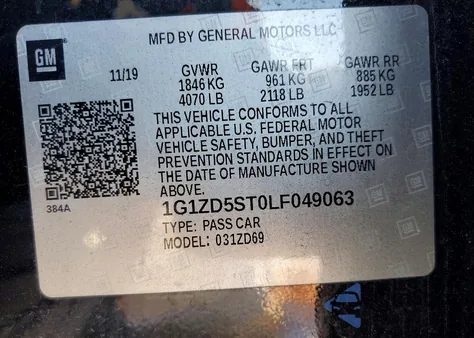 GM
MFD BY GENERAL MOTORS LLC
11/19
GVWR GAWR FRT GAWR RR
1846 KG 961 KG 885 KG
4070 LB 2118 LB 1952 LB
THIS VEHICLE CONFORMS TO ALL
APPLICABLE U.S. FEDERAL MOTOR
VEHICLE SAFETY, BUMPER, AND THEFT
PREVENTION STANDARDS IN EFFECT ON
THE DATE OF MANUFACTURE SHOWN
ABOVE.
384A
1G1ZD5ST0LF049063
TYPE: PASS CAR
MODEL: 031ZD69